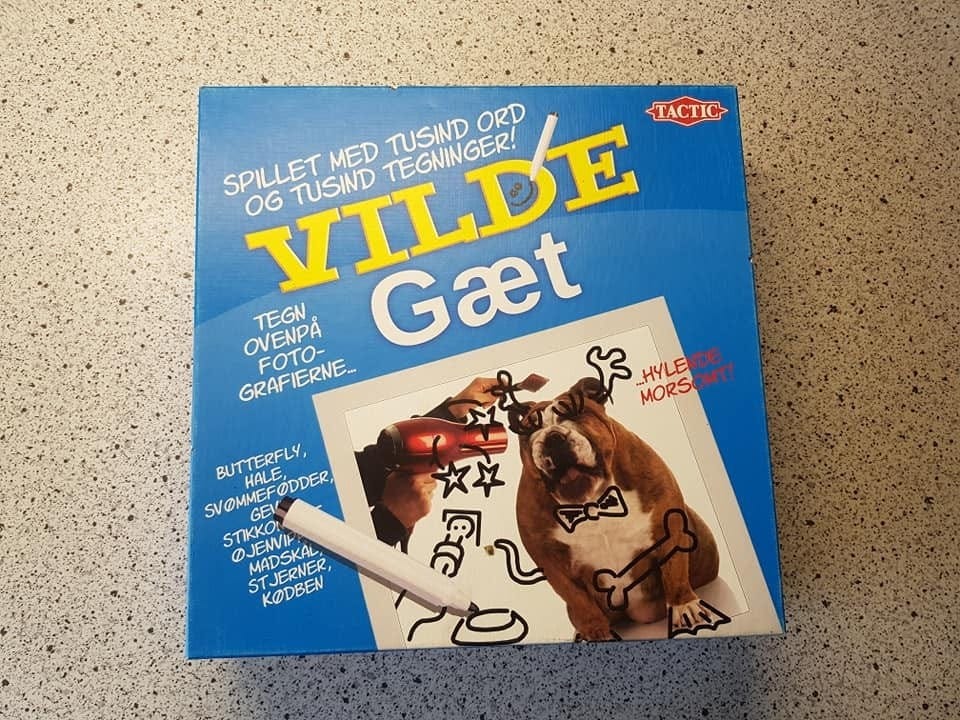 TACTIC
SPILLET MED TUSIND ORD
OG TUSIND TEGNINGER!
VILDE
Gæt
TEGN
OVENPÅ
FOTO-
GRAFIERNE...
...HYLENDE
MORSOMT!
BUTTERFLY,
HALE,
SVØMMEFØDDER,
STJERNER,
KØDBEN